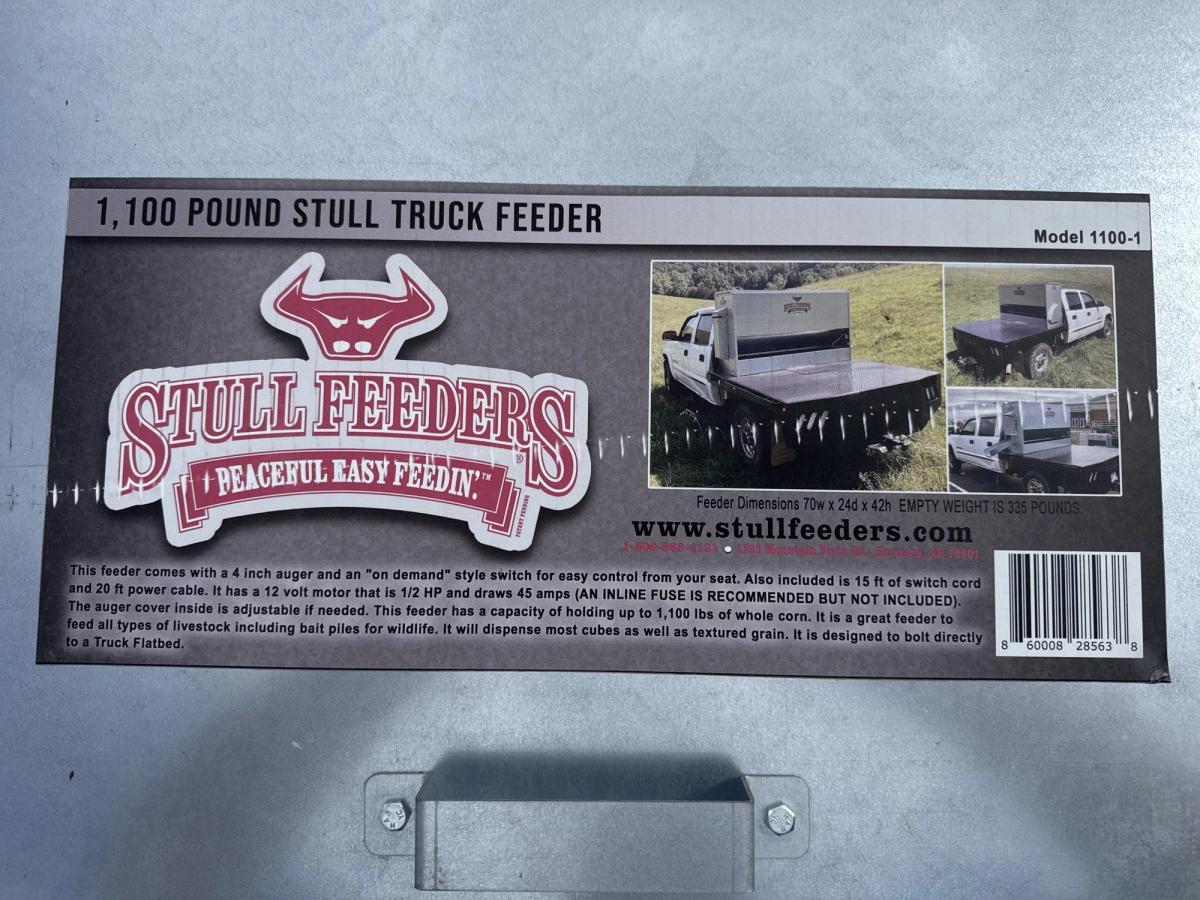 1,100 POUND STULL TRUCK FEEDER
Model 1100-1
STULL FEEDERS®
PEACEFUL EASY FEEDIN'.™
PATENT PENDING
Feeder Dimensions 70w x 24d x 42h EMPTY WEIGHT IS 335 POUNDS.
www.stullfeeders.com
Mountain Vista Rd.,
This feeder comes with a 4 inch auger and an "on demand" style switch for easy control from your seat. Also included is 15 ft of switch cord
and 20 ft power cable. It has a 12 volt motor that is 1/2 HP and draws 45 amps (AN INLINE FUSE IS RECOMMENDED BUT NOT INCLUDED).
The auger cover inside is adjustable if needed. This feeder has a capacity of holding up to 1,100 lbs of whole corn. It is a great feeder to
feed all types of livestock including bait piles for wildlife. It will dispense most cubes as well as textured grain. It is designed to bolt directly
to a Truck Flatbed.
8 60008 28563 8